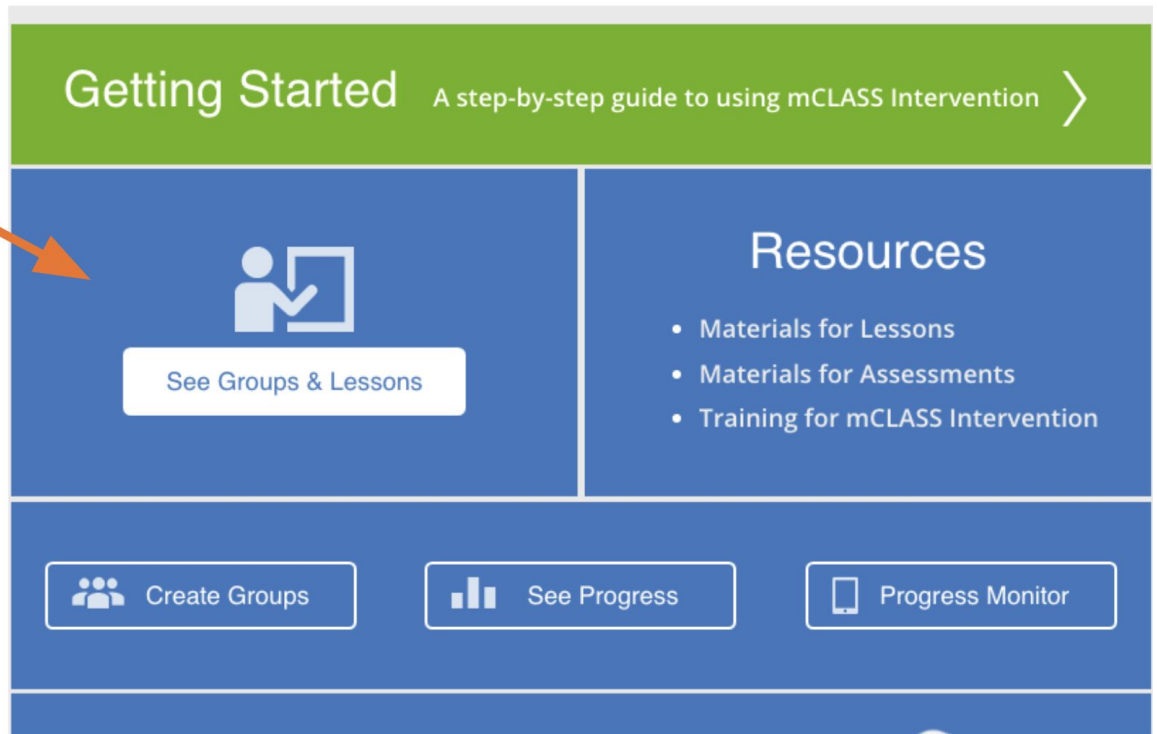 Getting Started A step-by-step guide to using mCLASS Intervention
See Groups & Lessons
Resources
• Materials for Lessons
• Materials for Assessments
• Training for mCLASS Intervention
Create Groups
See Progress
Progress Monitor